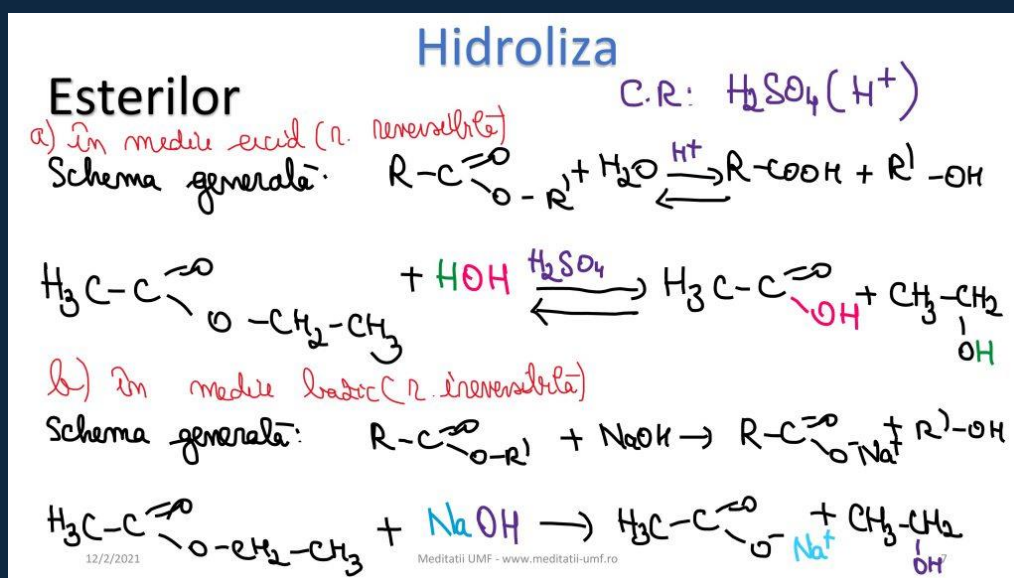 Hidroliza
Esterilor
C.R: H₂SO₄(H⁺)
a) în mediu acid (r. reversibilă)
Schema generală: R-C=O O-R' + H₂O H⁺ ⇌ R-COOH + R'-OH
H₃C-C=O O-CH₂-CH₃ + HOH H₂SO₄ ⇌ H₃C-C=O OH + CH₃-CH₂ OH
b) în mediu bazic (r. ireversibilă)
Schema generală: R-C=O O-R' + NaOH → R-C=O O⁻Na⁺ + R'-OH
H₃C-C=O O-CH₂-CH₃ + NaOH → H₃C-C=O O⁻ Na⁺ + CH₃-CH₂ OH
12/2/2021 Meditatii UMF - www.meditatii-umf.ro 7